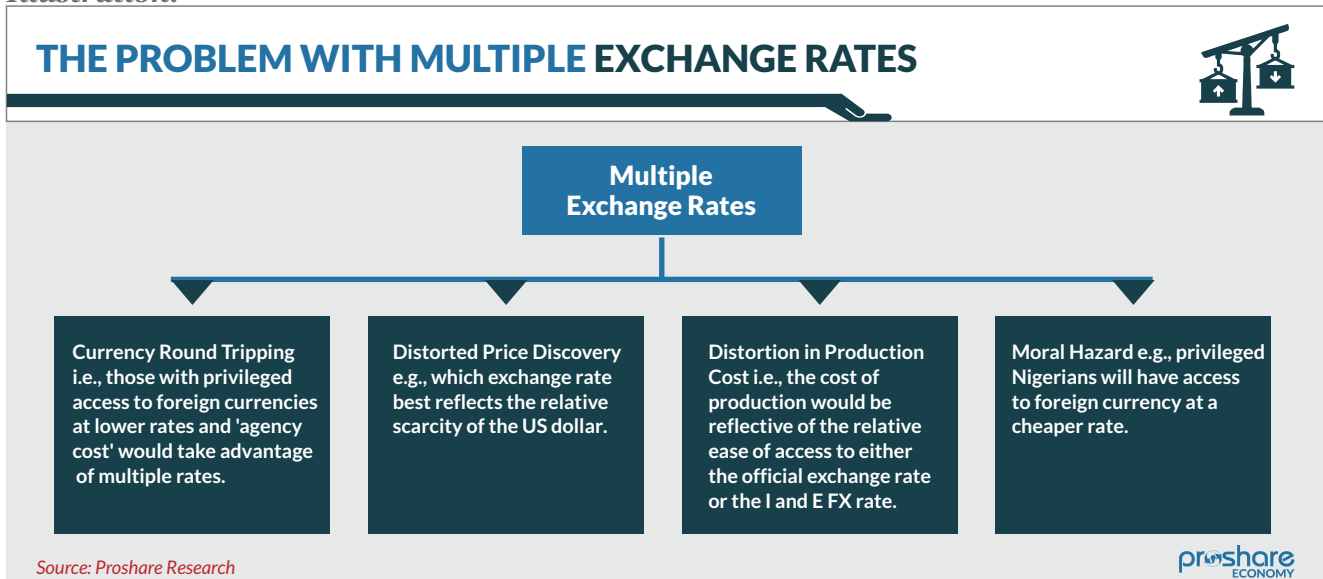 THE PROBLEM WITH MULTIPLE EXCHANGE RATES
Multiple
Exchange Rates
Currency Round Tripping
i.e., those with privileged
access to foreign currencies
at lower rates and 'agency
cost' would take advantage
of multiple rates.
Distorted Price Discovery
e.g., which exchange rate
best reflects the relative
scarcity of the US dollar.
Distortion in Production
Cost i.e., the cost of
production would be
reflective of the relative
ease of access to either
the official exchange rate
or the I and E FX rate.
Moral Hazard e.g., privileged
Nigerians will have access
to foreign currency at a
cheaper rate.
Source: Proshare Research
proshare
ECONOMY